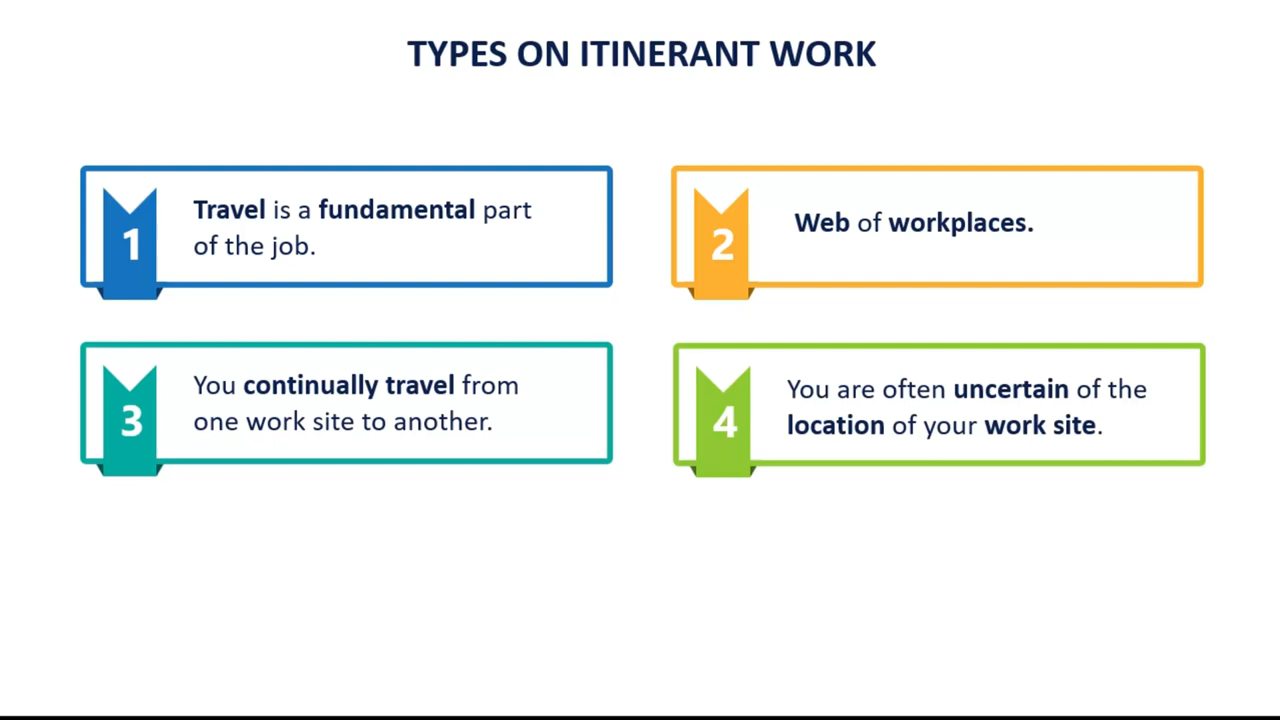 TYPES ON ITINERANT WORK
1
Travel is a fundamental part
of the job.
2
Web of workplaces.
3
You continually travel from
one work site to another.
4
You are often uncertain of the
location of your work site.